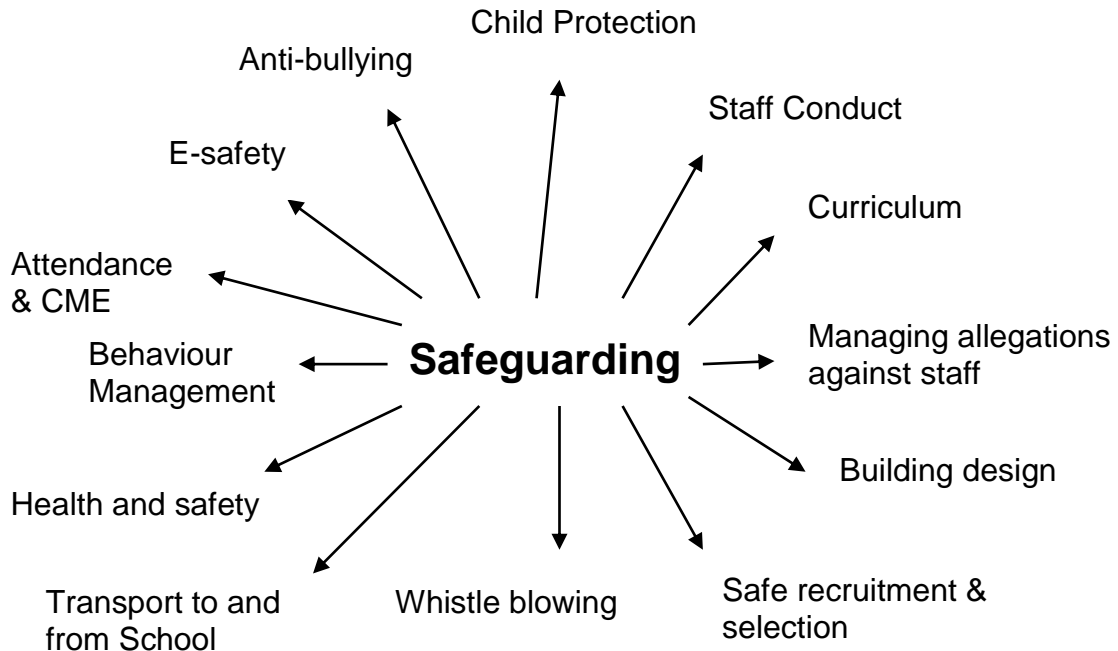 Child Protection
Anti-bullying
Staff Conduct
E-safety
Curriculum
Attendance
& CME
Behaviour
Management
Safeguarding
Managing allegations
against staff
Building design
Health and safety
Transport to and
from School
Whistle blowing
Safe recruitment &
selection